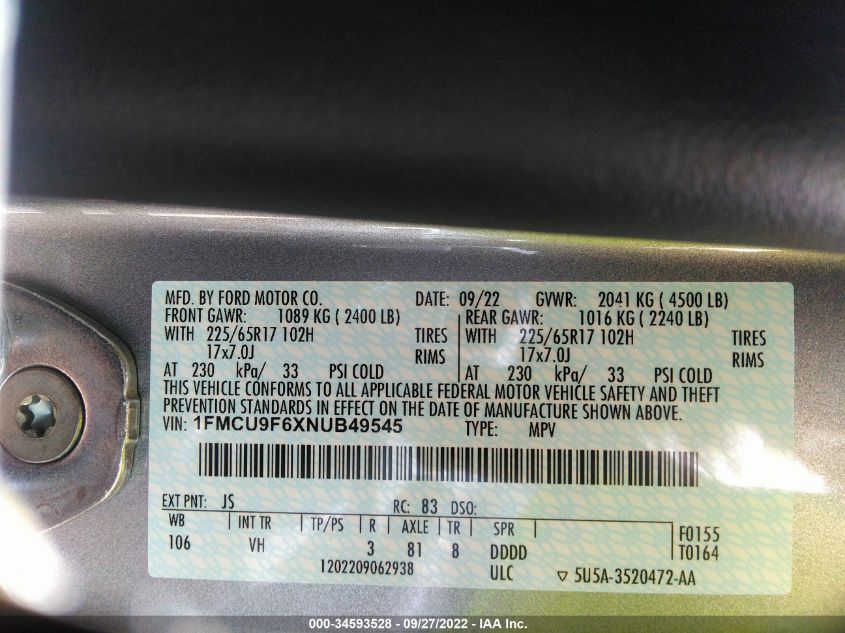 MFD. BY FORD MOTOR CO. DATE: 09/22 GVWR: 2041 KG ( 4500 LB)
FRONT GAWR: 1089 KG ( 2400 LB) REAR GAWR: 1016 KG ( 2240 LB)
WITH 225/65R17 102H TIRES WITH 225/65R17 102H TIRES
17x7.0J RIMS 17x7.0J RIMS
AT 230 kPa/ 33 PSI COLD AT 230 kPa/ 33 PSI COLD
THIS VEHICLE CONFORMS TO ALL APPLICABLE FEDERAL MOTOR VEHICLE SAFETY AND THEFT
PREVENTION STANDARDS IN EFFECT ON THE DATE OF MANUFACTURE SHOWN ABOVE.
VIN: 1FMCU9F6XNUB49545 TYPE: MPV
EXT PNT: JS RC: 83 DSO:
WB INT TR TP/PS R AXLE TR SPR F0155
106 VH 3 81 8 DDDD T0164
1202209062938 ULC ▽ 5U5A-3520472-AA
000-34593528 - 09/27/2022 - IAA Inc.